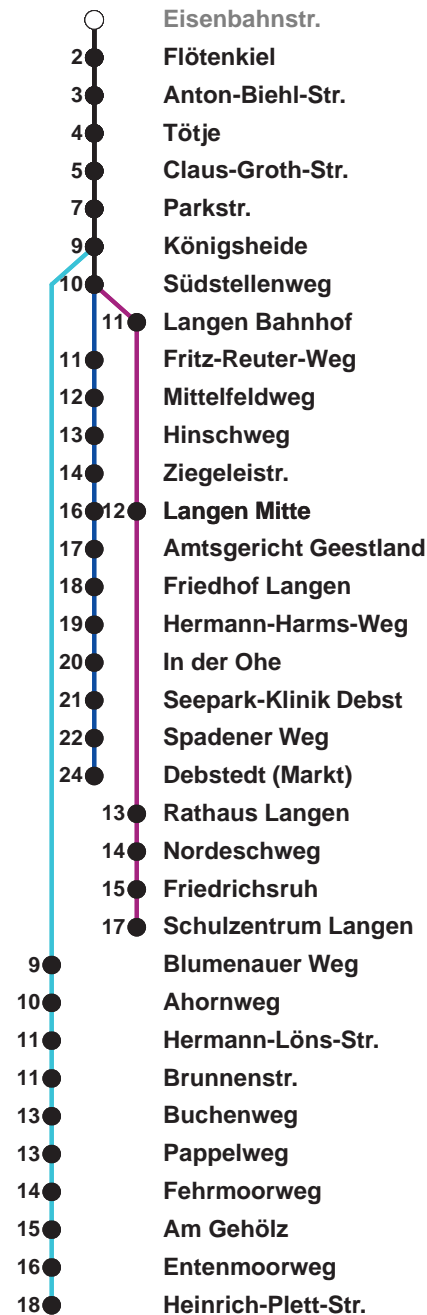 Eisenbahnstr.
2 Flötenkiel
3 Anton-Biehl-Str.
4 Tötje
5 Claus-Groth-Str.
7 Parkstr.
9 Königsheide
10 Südstellenweg
11 Langen Bahnhof
11 Fritz-Reuter-Weg
12 Mittelfeldweg
13 Hinschweg
14 Ziegeleistr.
16 12 Langen Mitte
17 Amtsgericht Geestland
18 Friedhof Langen
19 Hermann-Harms-Weg
20 In der Ohe
21 Seepark-Klinik Debst
22 Spadener Weg
24 Debstedt (Markt)
13 Rathaus Langen
14 Nordeschweg
15 Friedrichsruh
17 Schulzentrum Langen
9 Blumenauer Weg
10 Ahornweg
11 Hermann-Löns-Str.
11 Brunnenstr.
13 Buchenweg
13 Pappelweg
14 Fehrmoorweg
15 Am Gehölz
16 Entenmoorweg
18 Heinrich-Plett-Str.